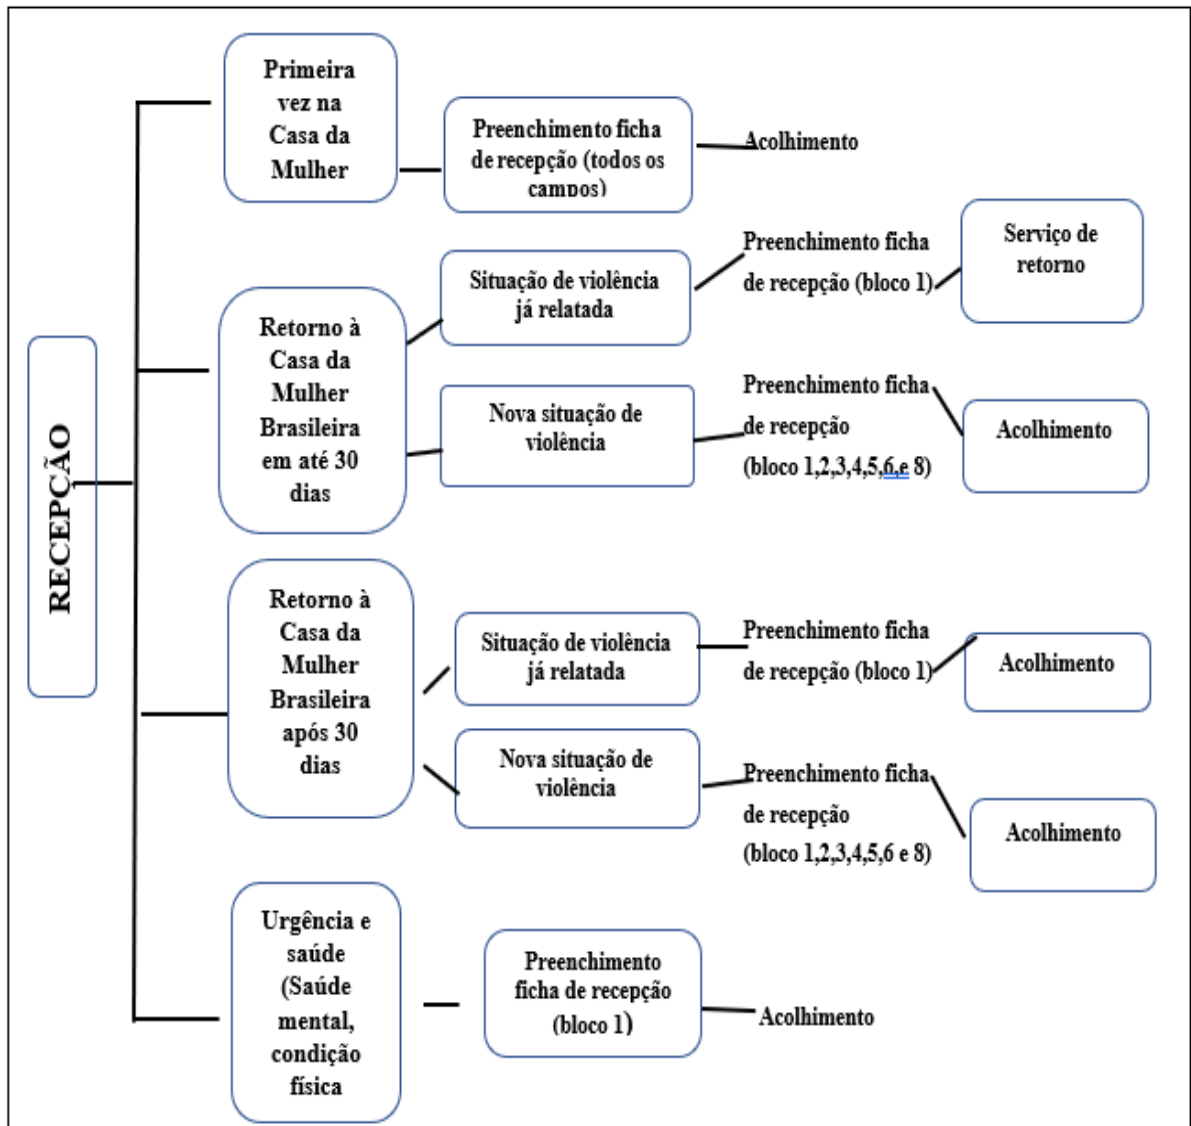 RECEPÇÃO
Primeira
vez na
Casa da
Mulher
Preenchimento ficha
de recepção (todos os
campos)
Acolhimento
Retorno à
Casa da
Mulher
Brasileira
em até 30
dias
Situação de violência
já relatada
Preenchimento ficha
de recepção (bloco 1)
Serviço de
retorno
Nova situação de
violência
Preenchimento ficha
de recepção
(bloco 1,2,3,4,5,6,e 8)
Acolhimento
Retorno à
Casa da
Mulher
Brasileira
após 30
dias
Situação de violência
já relatada
Preenchimento ficha
de recepção (bloco 1)
Acolhimento
Nova situação de
violência
Preenchimento ficha
de recepção
(bloco 1,2,3,4,5,6 e 8)
Acolhimento
Urgência e
saúde
(Saúde
mental,
condição
física
Preenchimento
ficha de recepção
(bloco 1)
Acolhimento